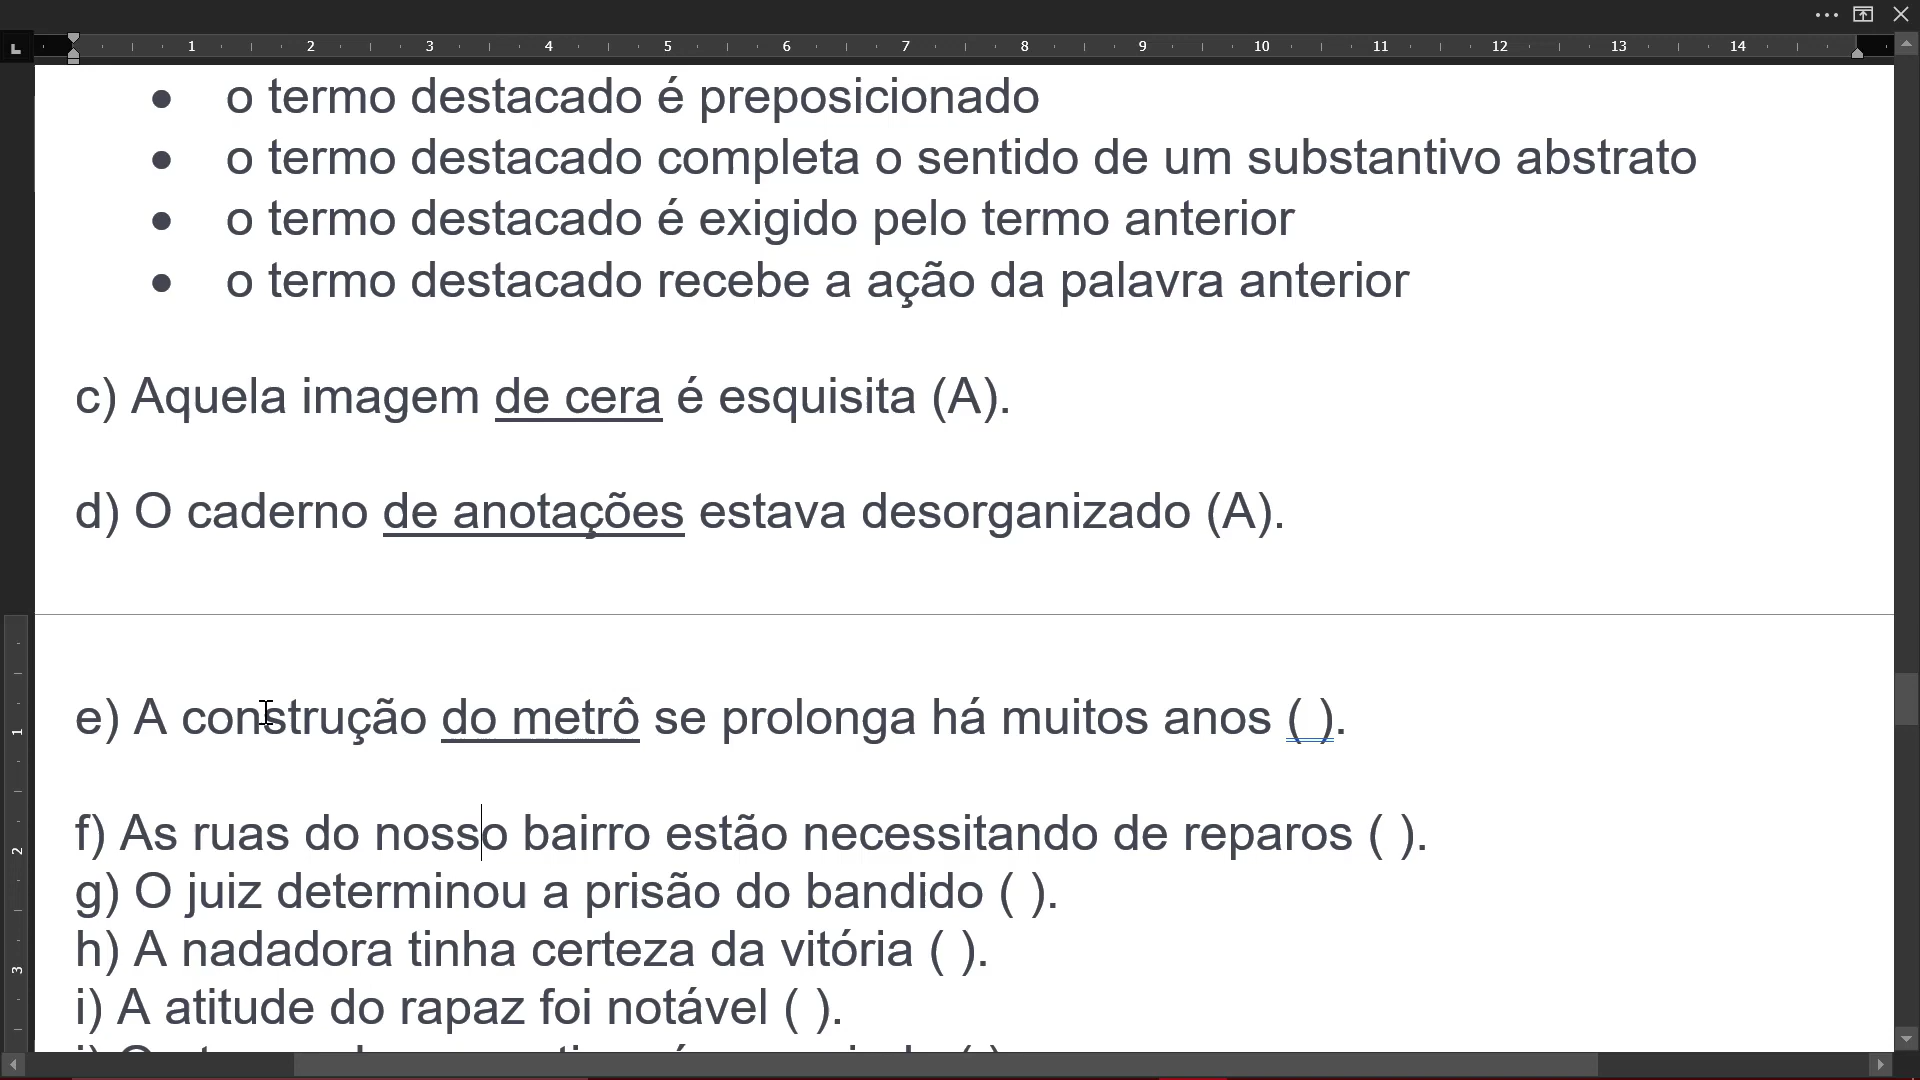 1 2 3 4 5 6 7 8 9 10 11 12 13 14
• o termo destacado é preposicionado
• o termo destacado completa o sentido de um substantivo abstrato
• o termo destacado é exigido pelo termo anterior
• o termo destacado recebe a ação da palavra anterior
c) Aquela imagem de cera é esquisita (A).
d) O caderno de anotações estava desorganizado (A).
e) A construção do metrô se prolonga há muitos anos ( ).
f) As ruas do nosso bairro estão necessitando de reparos ( ).
g) O juiz determinou a prisão do bandido ( ).
h) A nadadora tinha certeza da vitória ( ).
i) A atitude do rapaz foi notável ( ).
1
2
3